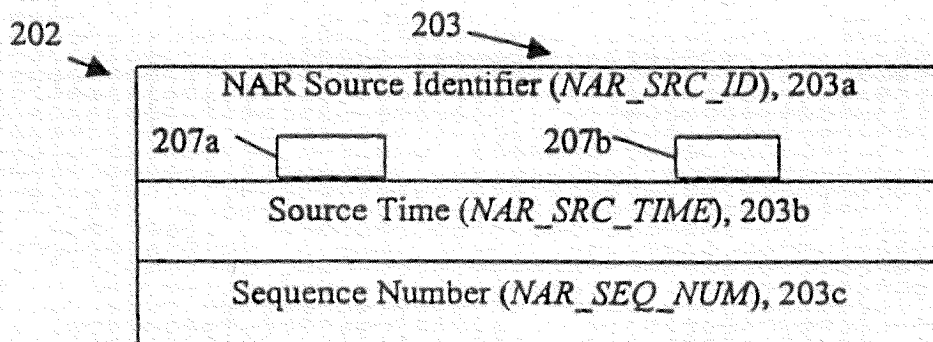 202
203
NAR Source Identifier (NAR_SRC_ID), 203a
207a
207b
Source Time (NAR_SRC_TIME), 203b
Sequence Number (NAR_SEQ_NUM), 203c